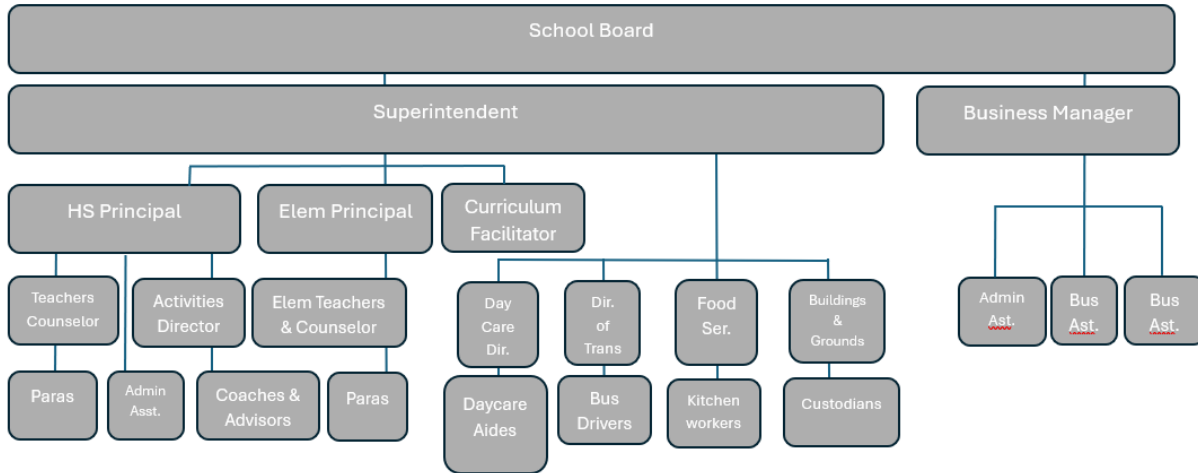 School Board
Superintendent
Business Manager
HS Principal
Elem Principal
Curriculum
Facilitator
Teachers
Counselor
Activities
Director
Elem Teachers
& Counselor
Day
Care
Dir.
Dir.
of
Trans
Food
Ser.
Buildings
&
Grounds
Admin
Ast.
Bus
Ast.
Bus
Ast.
Paras
Admin
Asst.
Coaches &
Advisors
Paras
Daycare
Aides
Bus
Drivers
Kitchen
workers
Custodians